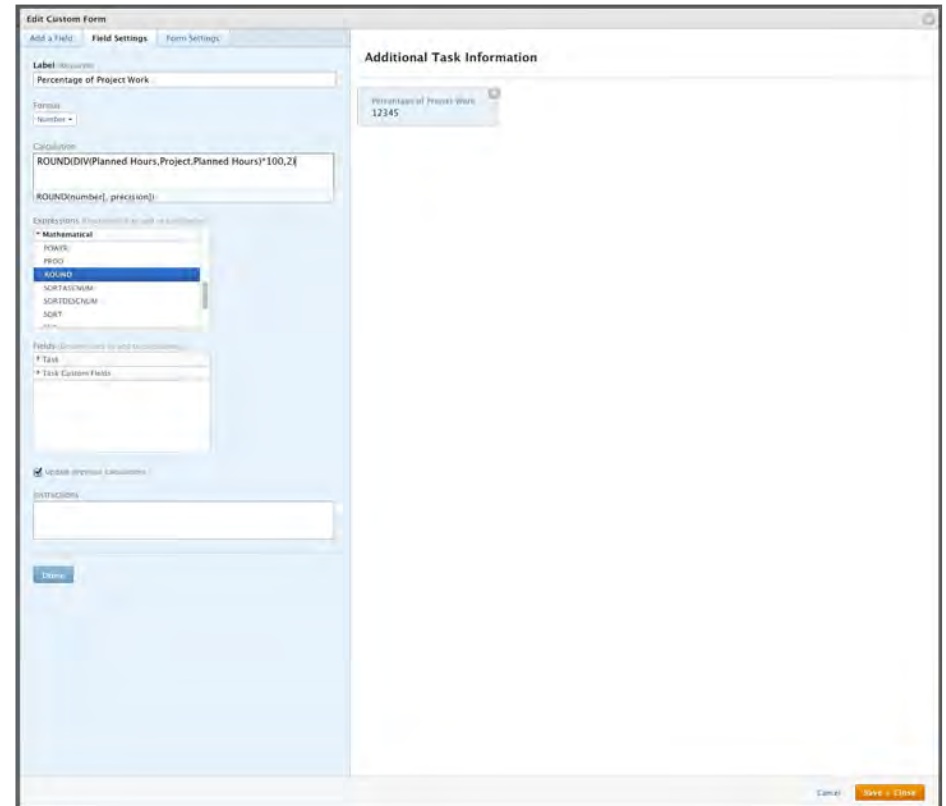 Edit Custom Form
Add a Field Field Settings Form Settings
Label (Required)
Percentage of Project Work
Format
Number
Calculation
ROUND(DIV(Planned Hours,Project.Planned Hours)*100,2)
ROUND(number[, precision])
Expressions
Mathematical
POWER
PROD
ROUND
SORTASCNUM
SORTDESCNUM
SQRT
Fields
Task
Task Custom Fields
Update previous calculations
Instructions
Done
Additional Task Information
Percentage of Project Work
12345
Cancel Save + Close